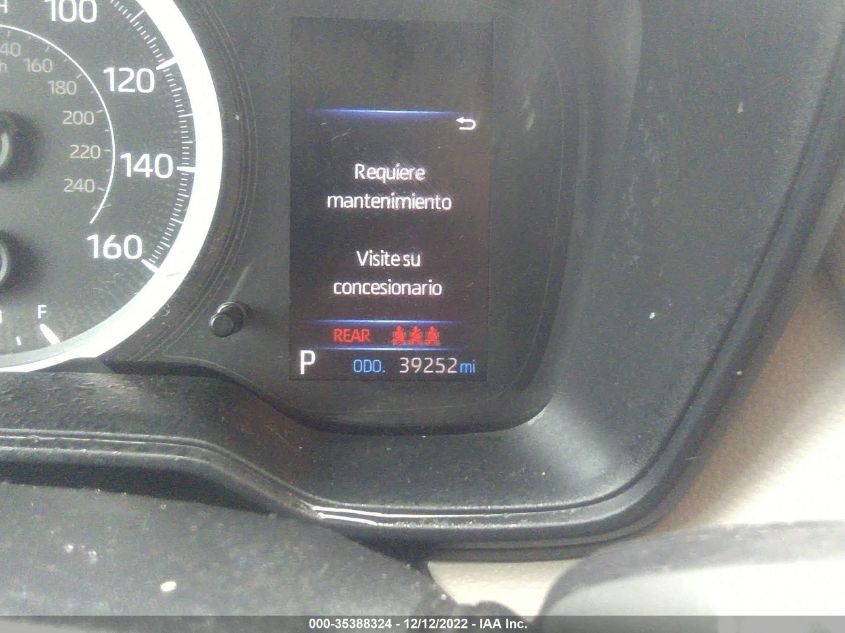 100
120
140
160
40
160
180
200
220
240
F
Requiere
mantenimiento
Visite su
concesionario
REAR
P ODO. 39252 mi
000-35388324 - 12/12/2022 - IAA Inc.